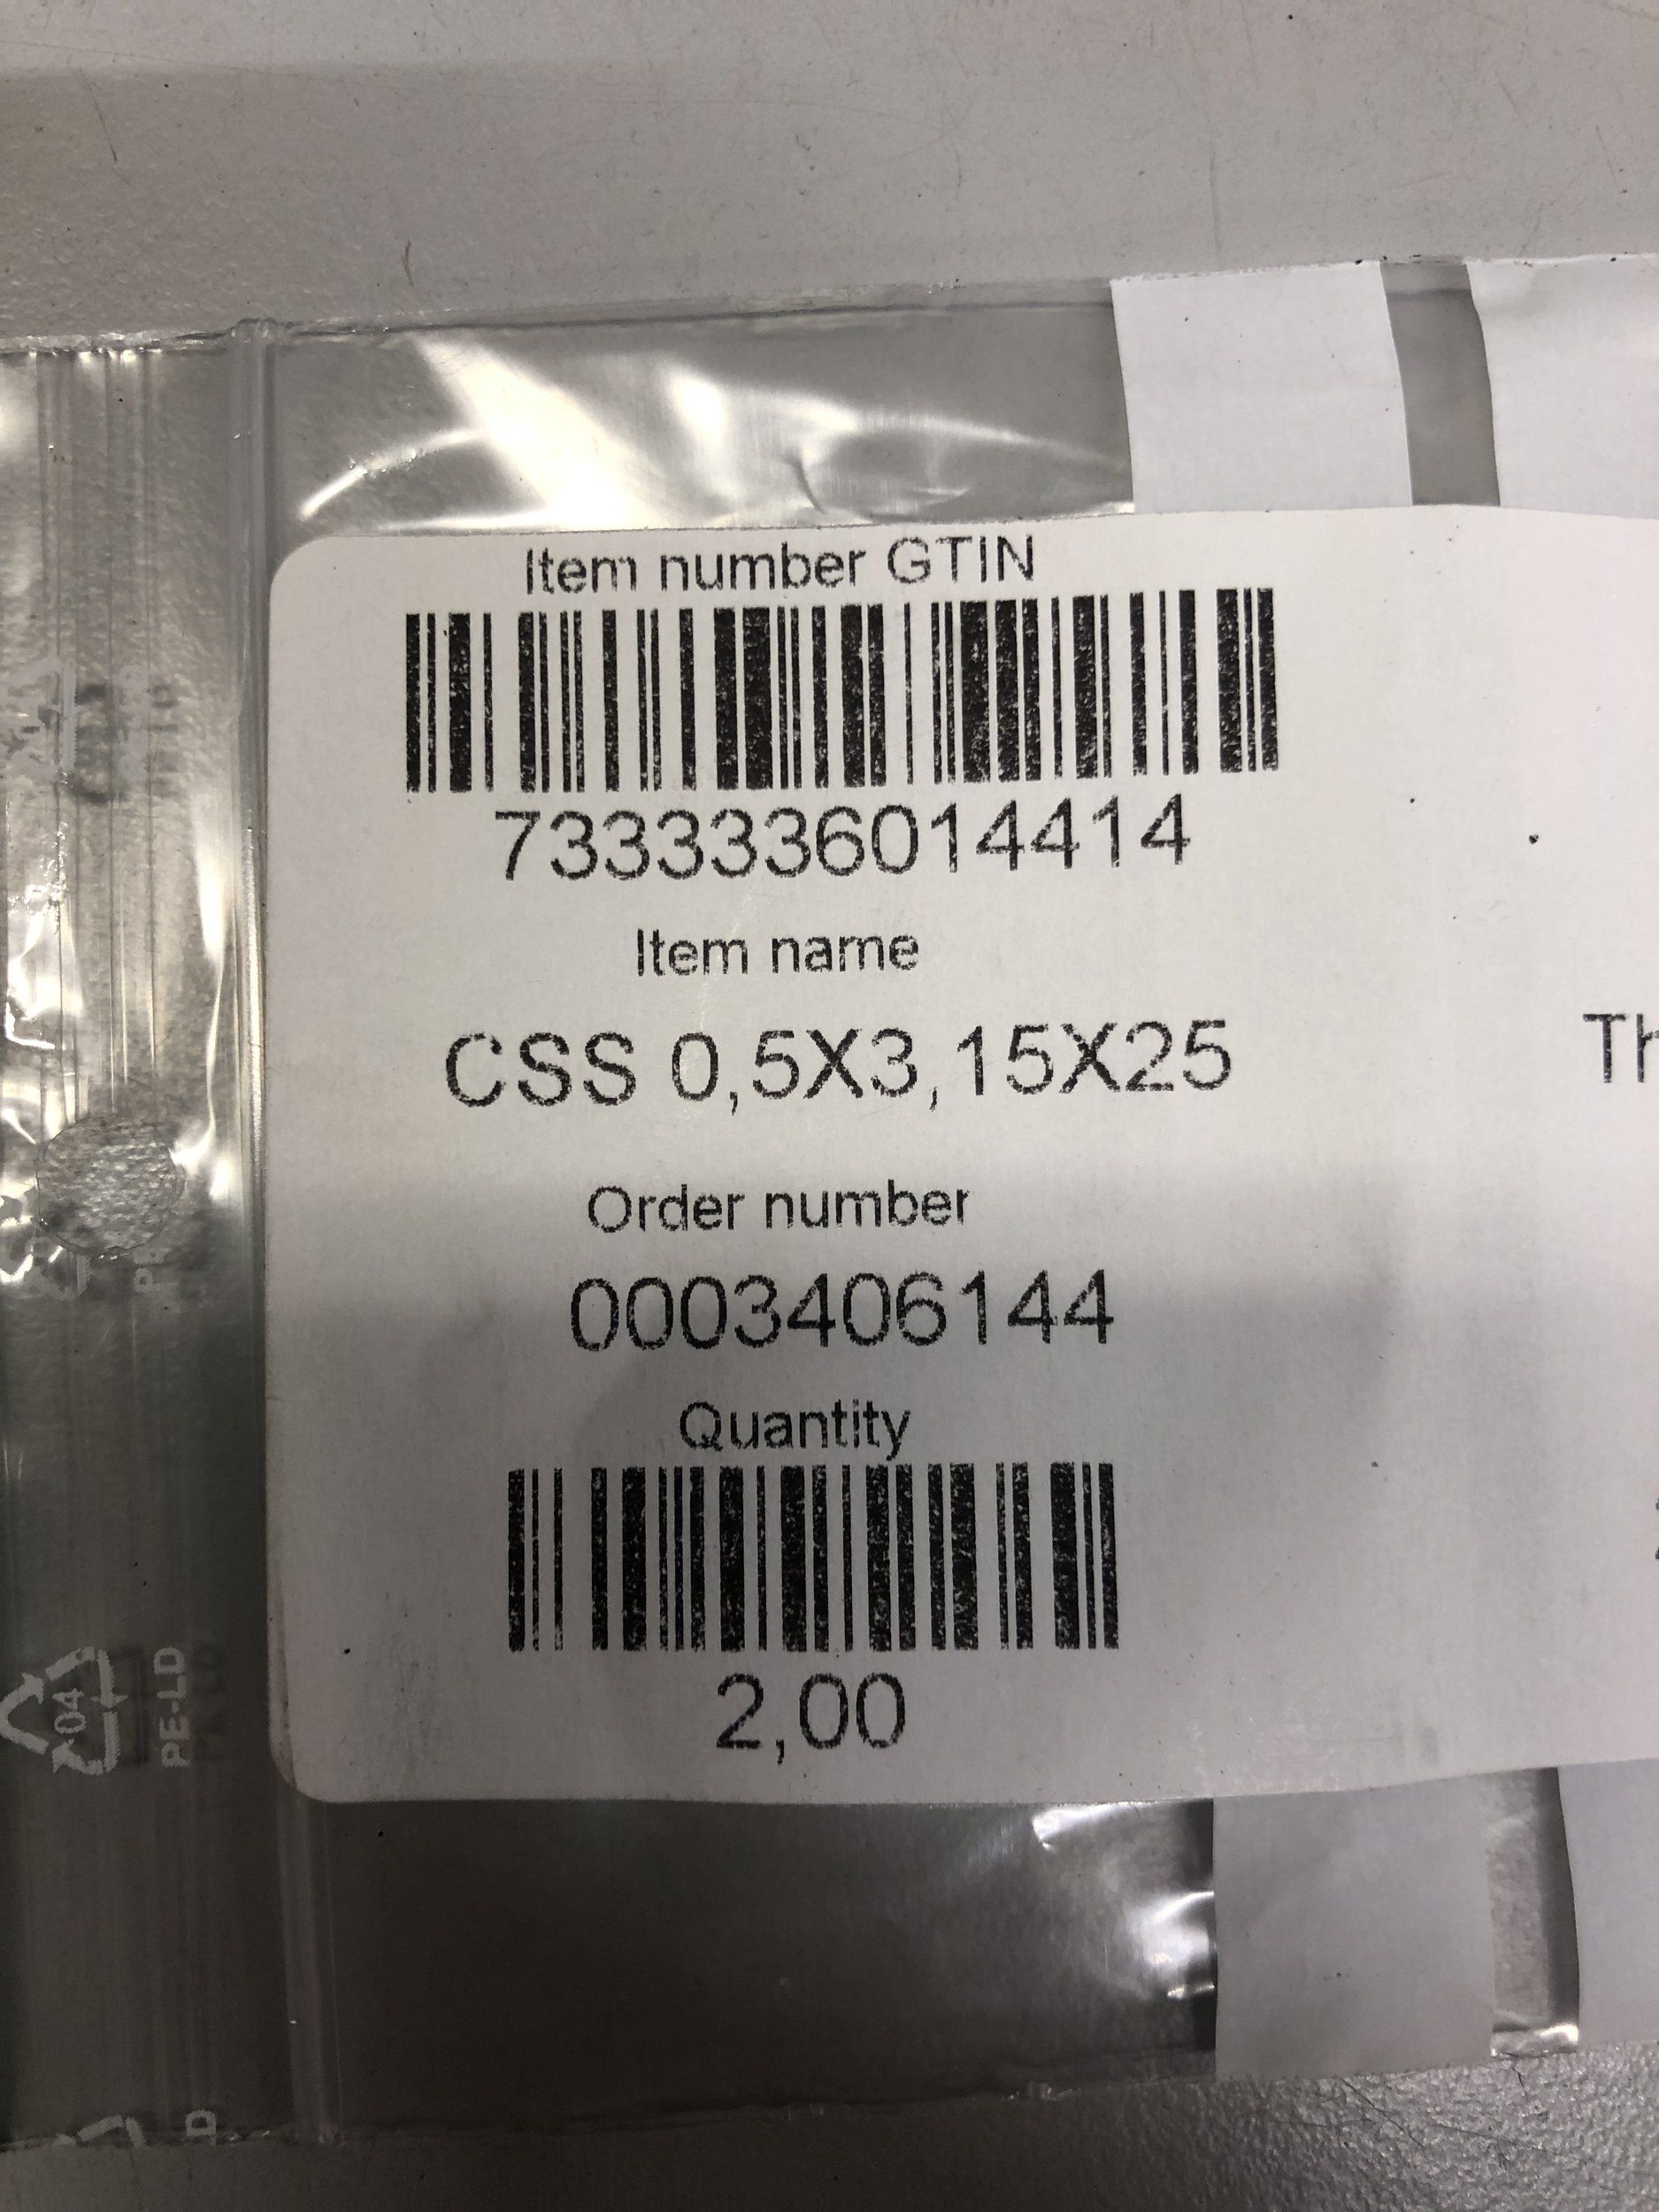 Item number GTIN
7333336014414
Item name
CSS 0,5X3,15X25
Th
Order number
0003406144
Quantity
2,00
04
PE-LD